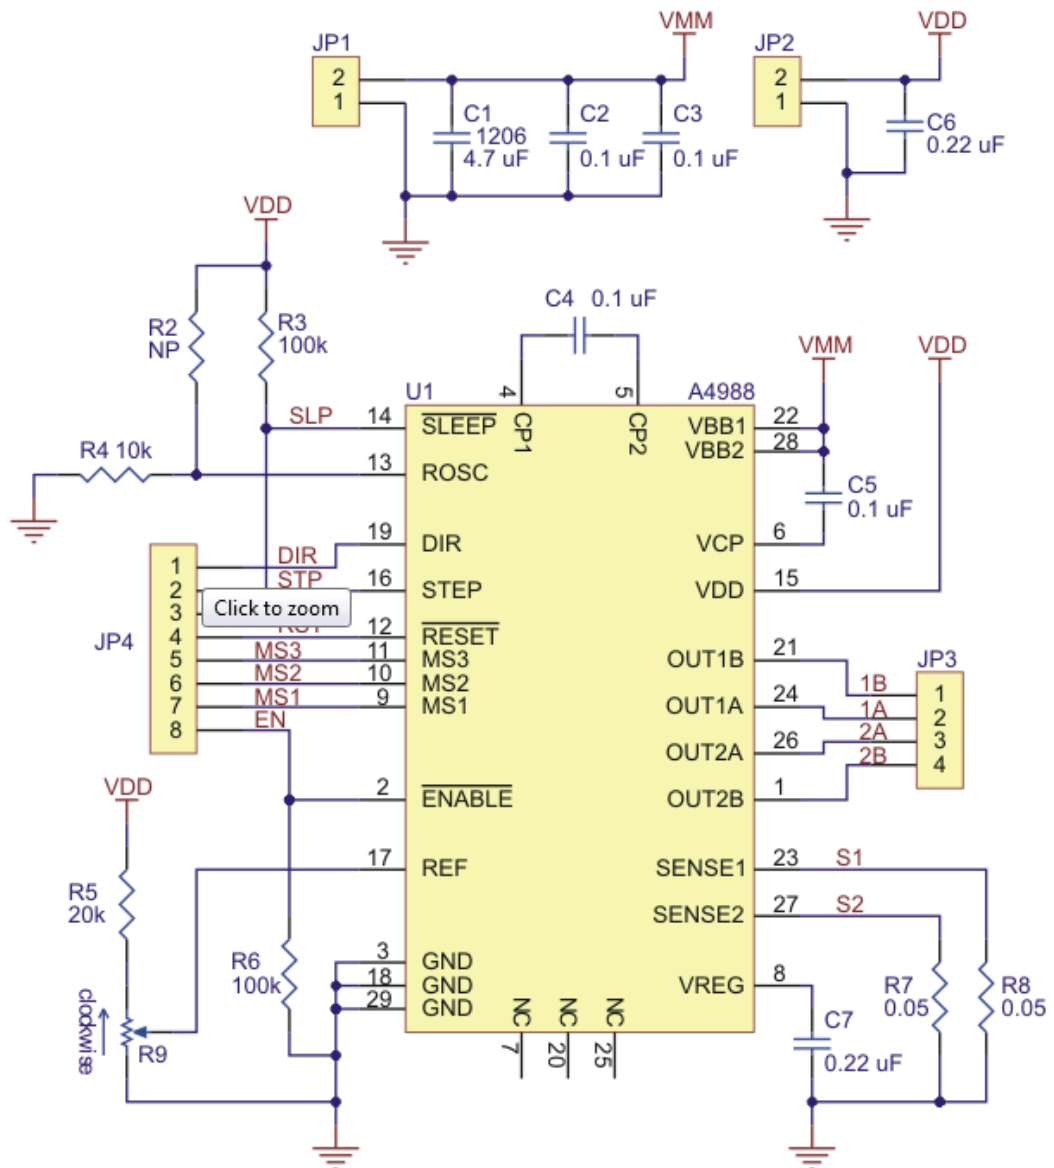 VMM
VDD
JP1
2
1
C1
1206
4.7 uF
C2
0.1 uF
C3
0.1 uF
JP2
2
1
C6
0.22 uF
VDD
R2
NP
R3
100k
C4 0.1 uF
VMM
VDD
4
5
U1
A4988
SLP
14
SLEEP
CP1
CP2
VBB1
22
VBB2
28
R4 10k
13
ROSC
C5
0.1 uF
19
DIR
VCP
6
JP4
1
DIR
2
STP
16
STEP
VDD
15
3
Click to zoom
4
12
RESET
5
MS3
11
MS3
6
MS2
10
MS2
7
MS1
9
MS1
8
EN
OUT1B
21
OUT1A
24
OUT2A
26
OUT2B
1
JP3
1B
1
1A
2
2A
3
2B
4
VDD
2
ENABLE
17
REF
SENSE1
23
S1
SENSE2
27
S2
R5
20k
R6
100k
3
GND
18
GND
29
GND
VREG
8
R7
0.05
R8
0.05
clockwise
R9
NC
NC
NC
7
20
25
C7
0.22 uF